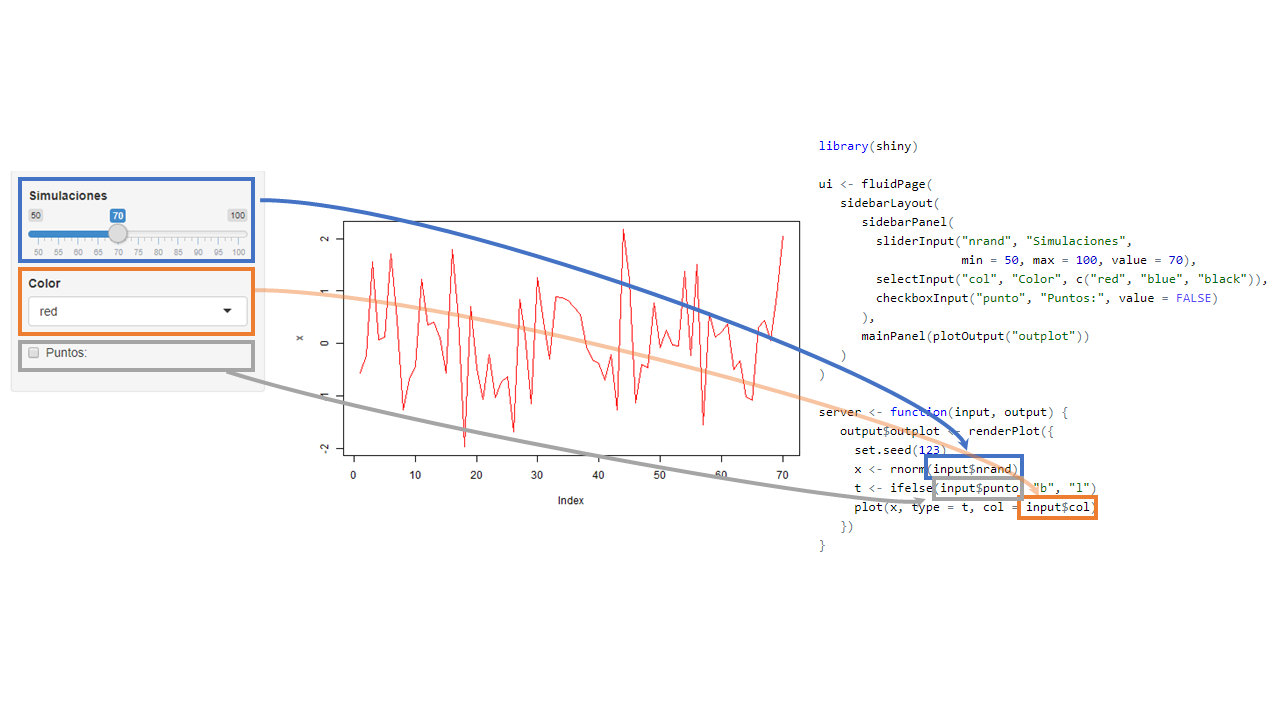 Simulaciones
50 70 100
50 55 60 65 70 75 80 85 90 95 100
Color
red
Puntos:
2
1
0
-1
-2
x
0 10 20 30 40 50 60 70
Index
library(shiny)
ui <- fluidPage(
sidebarLayout(
sidebarPanel(
sliderInput("nrand", "Simulaciones",
min = 50, max = 100, value = 70),
selectInput("col", "Color", c("red", "blue", "black")),
checkboxInput("punto", "Puntos:", value = FALSE)
),
mainPanel(plotOutput("outplot"))
)
)
server <- function(input, output) {
output$outplot <- renderPlot({
set.seed(123)
x <- rnorm(input$nrand)
t <- ifelse(input$punto, "b", "l")
plot(x, type = t, col = input$col)
})
}